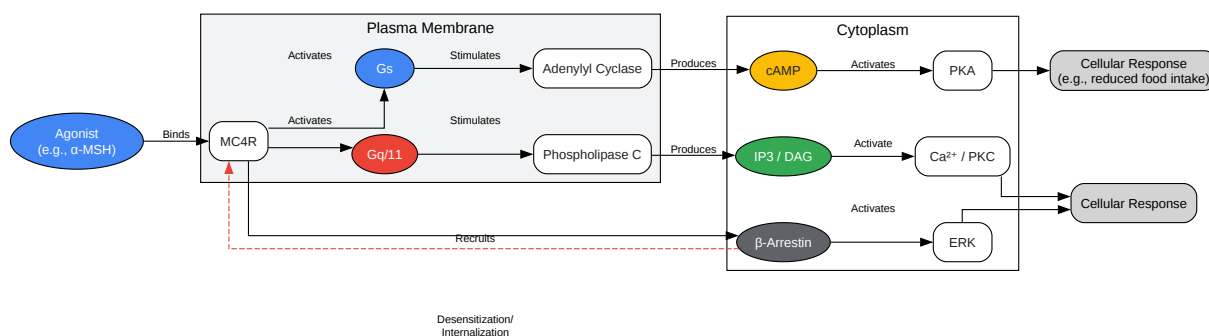 Plasma Membrane
Cytoplasm
Activates
Gs
Stimulates
Adenylyl Cyclase
Produces
cAMP
Activates
PKA
Cellular Response
(e.g., reduced food intake)
Agonist
(e.g., α-MSH)
Binds
MC4R
Activates
Gq/11
Stimulates
Phospholipase C
Produces
IP3 / DAG
Activate
Ca²⁺ / PKC
Cellular Response
Recruits
β-Arrestin
Activates
ERK
Desensitization/
Internalization